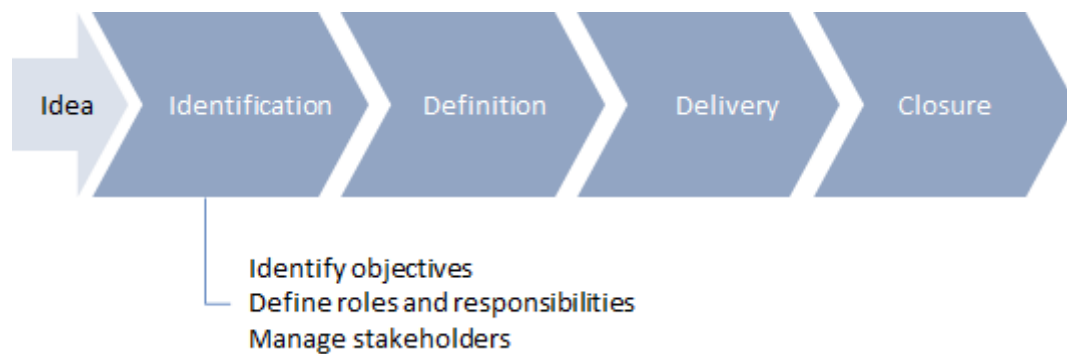 Idea
Identification
Definition
Delivery
Closure
Identify objectives
Define roles and responsibilities
Manage stakeholders